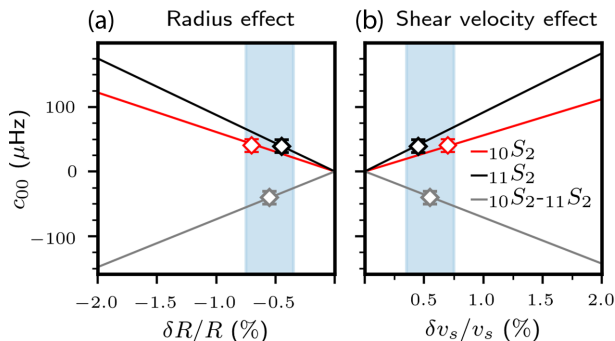 (a) Radius effect
(b) Shear velocity effect
c₀₀ (μHz)
100
0
−100
−2.0 −1.5 −1.0 −0.5
δR/R (%)
0.5 1.0 1.5 2.0
δvₛ/vₛ (%)
₁₀S₂
₁₁S₂
₁₀S₂-₁₁S₂